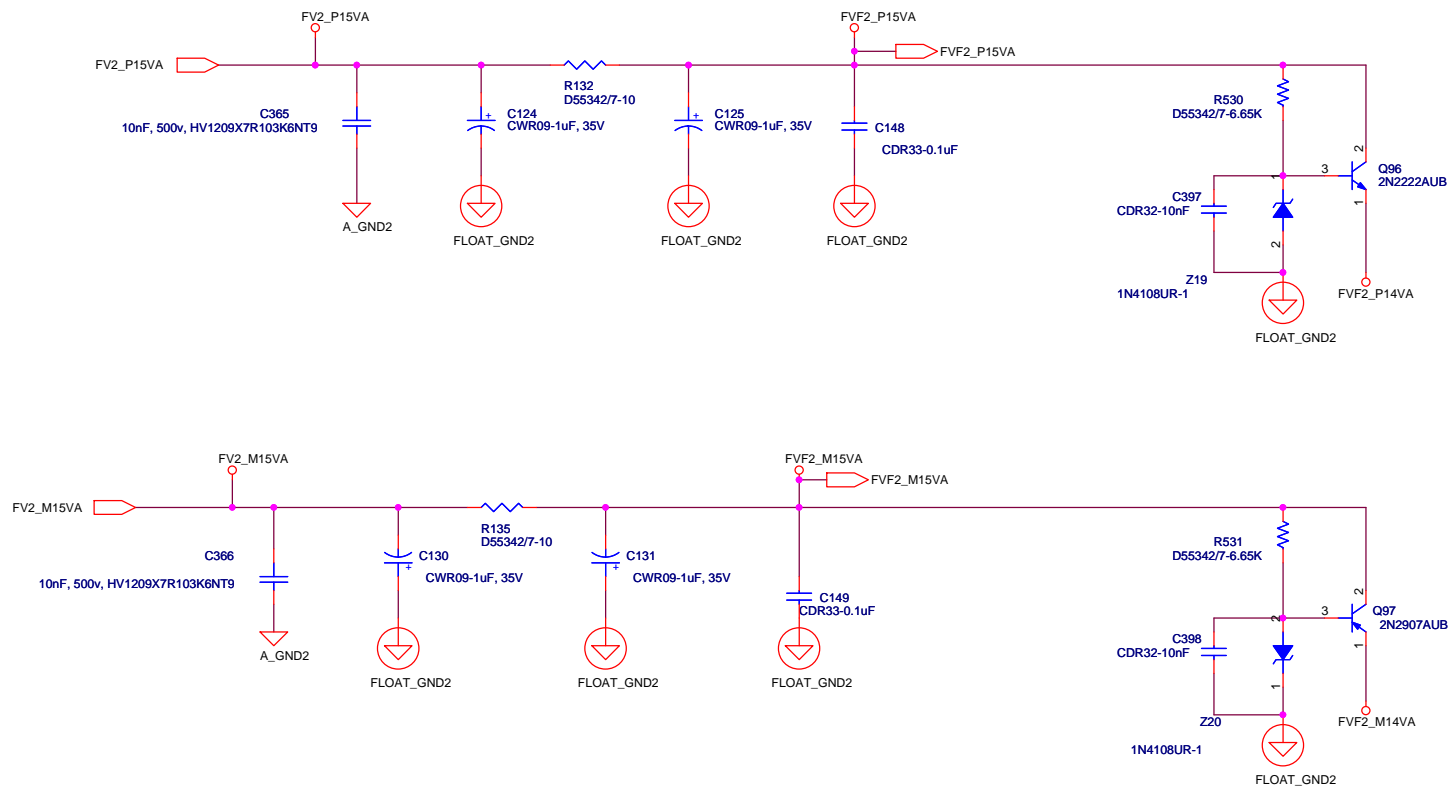 FV2_P15VA
FVF2_P15VA
FV2_P15VA
FVF2_P15VA
R132
D55342/7-10
C365
10nF, 500v, HV1209X7R103K6NT9
C124
CWR09-1uF, 35V
C125
CWR09-1uF, 35V
C148
CDR33-0.1uF
R530
D55342/7-6.65K
+
+
2
3
1
Q96
2N2222AUB
1
C397
CDR32-10nF
1
2
A_GND2
FLOAT_GND2
FLOAT_GND2
FLOAT_GND2
Z19
1N4108UR-1
FVF2_P14VA
FLOAT_GND2
FV2_M15VA
FVF2_M15VA
FV2_M15VA
FVF2_M15VA
R135
D55342/7-10
C366
10nF, 500v, HV1209X7R103K6NT9
C130
CWR09-1uF, 35V
C131
CWR09-1uF, 35V
+
+
C149
CDR33-0.1uF
R531
D55342/7-6.65K
2
3
Q97
2N2907AUB
1
2
C398
CDR32-10nF
1
A_GND2
FLOAT_GND2
FLOAT_GND2
FLOAT_GND2
Z20
1N4108UR-1
FVF2_M14VA
FLOAT_GND2